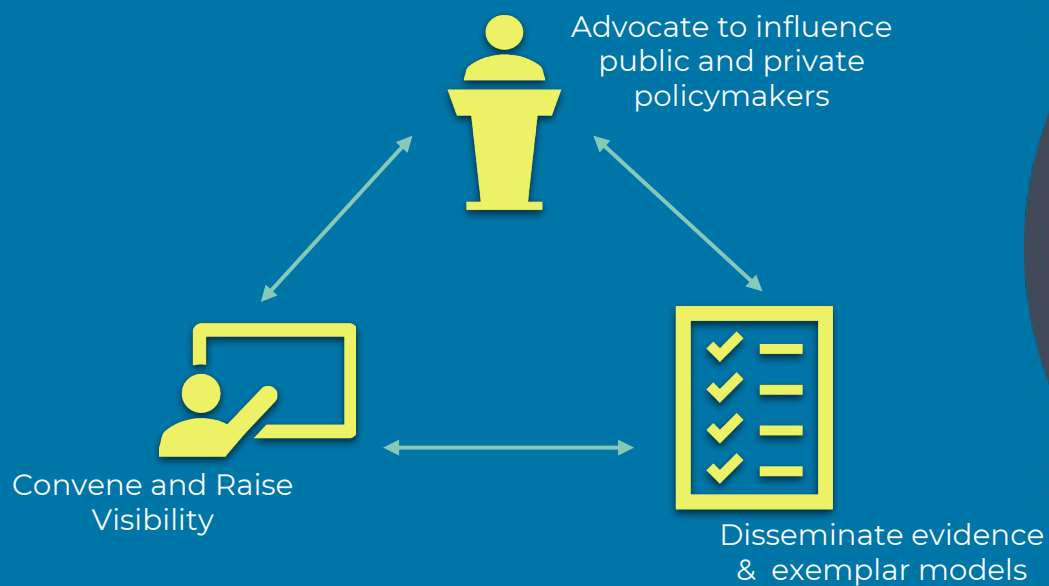 Advocate to influence
public and private
policymakers
Convene and Raise
Visibility
Disseminate evidence
& exemplar models